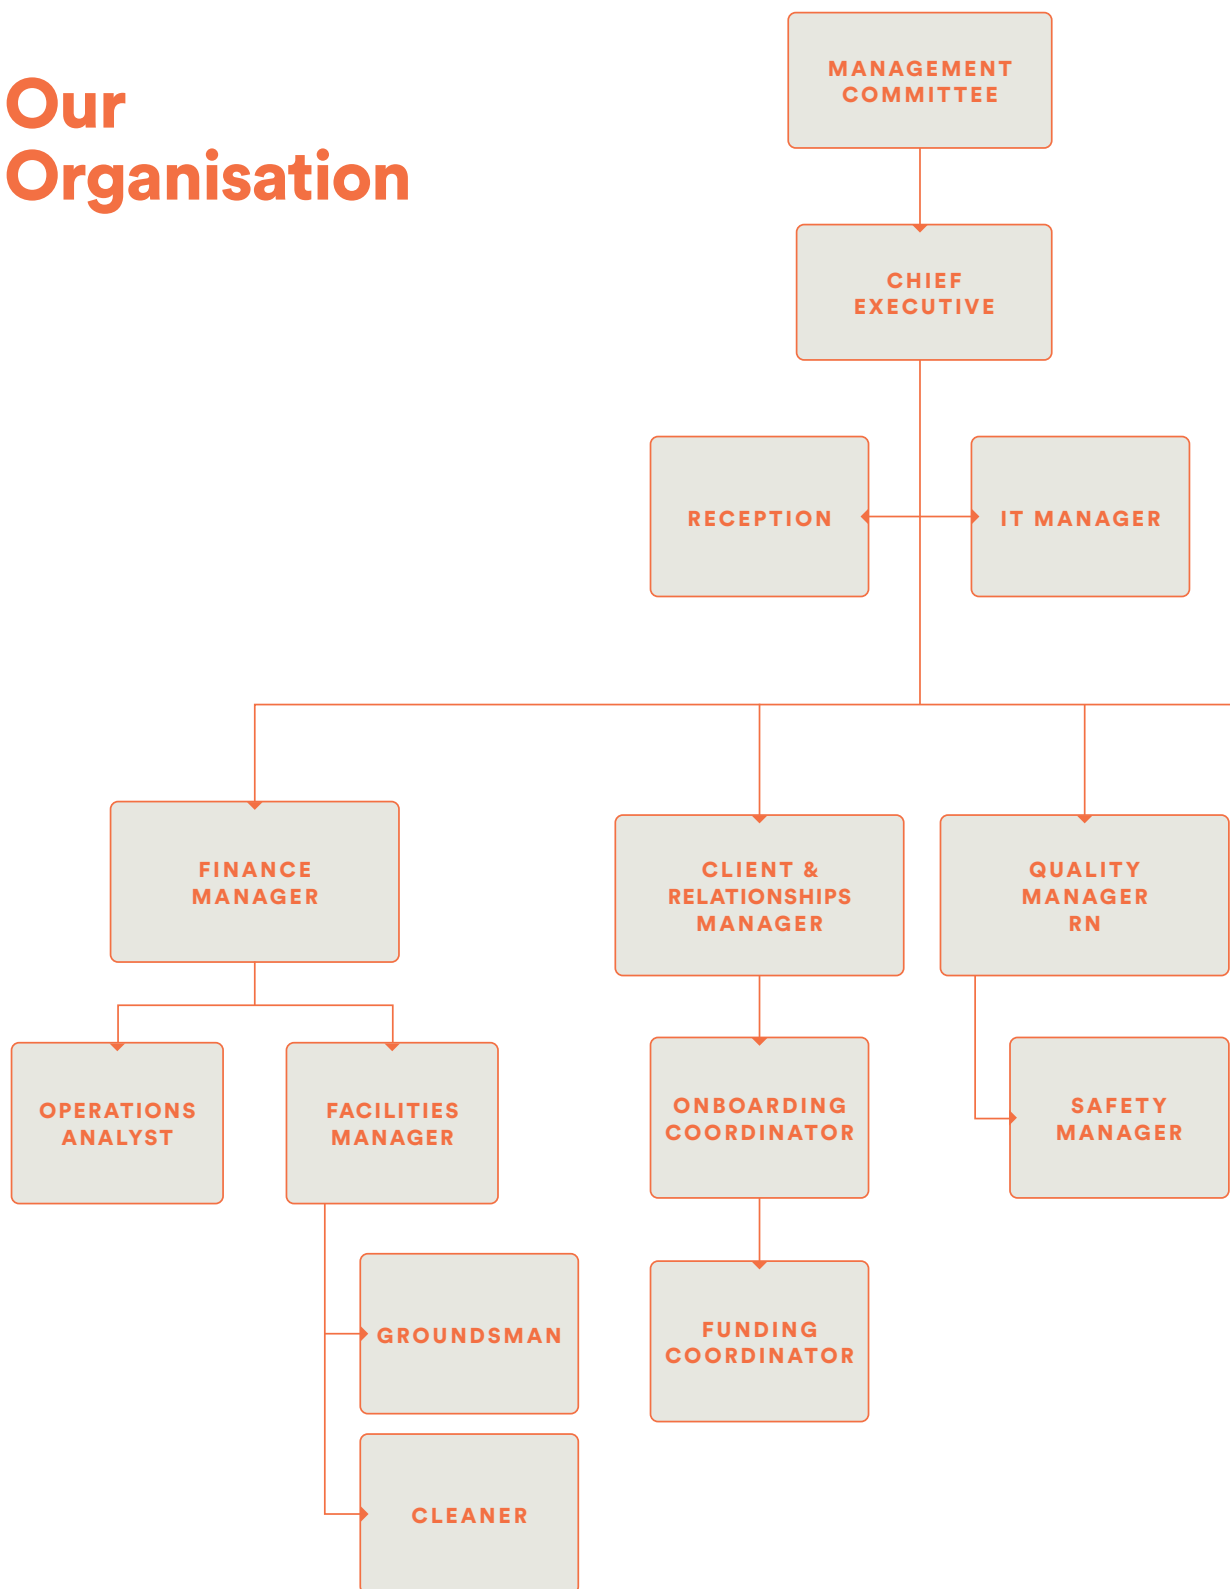 Our
Organisation
MANAGEMENT
COMMITTEE
CHIEF
EXECUTIVE
RECEPTION
IT MANAGER
FINANCE
MANAGER
CLIENT &
RELATIONSHIPS
MANAGER
QUALITY
MANAGER
RN
OPERATIONS
ANALYST
FACILITIES
MANAGER
ONBOARDING
COORDINATOR
SAFETY
MANAGER
GROUNDSMAN
FUNDING
COORDINATOR
CLEANER